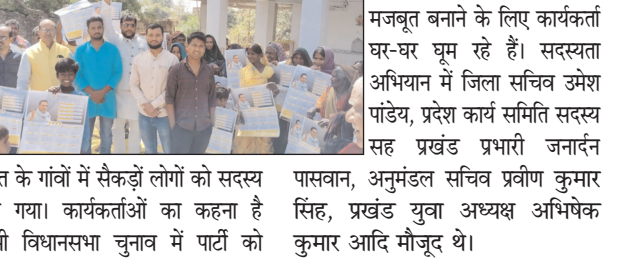 त के गांवों में सैकड़ों लोगों को सदस्य
गया। कार्यकर्ताओं का कहना है
विधानसभा चुनाव में पार्टी को
मजबूत बनाने के लिए कार्यकर्ता
घर-घर घूम रहे हैं। सदस्यता
अभियान में जिला सचिव उमेश
पांडेय, प्रदेश कार्य समिति सदस्य
सह प्रखंड प्रभारी जनार्दन
पासवान, अनुमंडल सचिव प्रवीण कुमार
सिंह, प्रखंड युवा अध्यक्ष अभिषेक
कुमार आदि मौजूद थे।